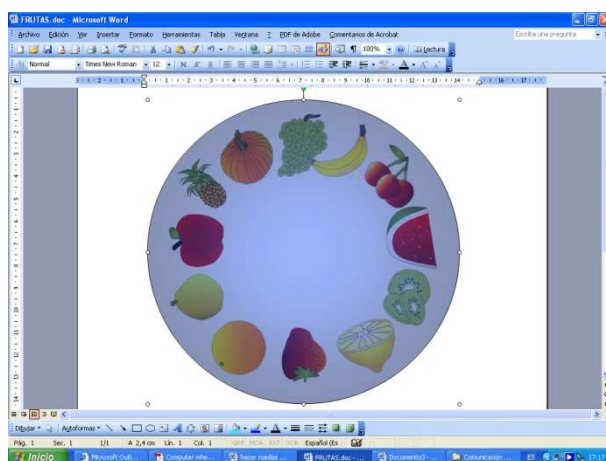 FRUTAS.doc - Microsoft Word
Archivo Edición Ver Insertar Formato Herramientas Tabla Ventana ? PDF de Adobe Comentarios de Acrobat
Escriba una pregunta
100% Lectura
Normal Times New Roman 12 N K S
Dibujar Autoformas
Pág. 1 Sec. 1 1/1 A 2,4 cm Lín. 1 Col. 1 GRB MCA EXT SOB Español (Es
Inicio Microsoft Outl... Computer whe... hacer ruedas ... FRUTAS.doc - ... Documento3 - ... Comunicacion ... ES 17:17